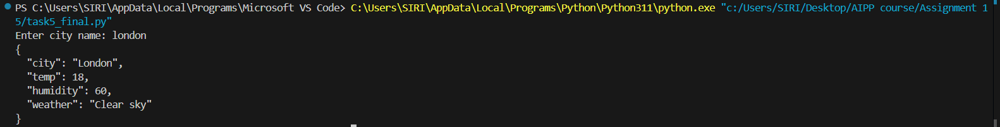 PS C:\Users\SIRI\AppData\Local\Programs\Microsoft VS Code> C:\Users\SIRI\AppData\Local\Programs\Python\Python311\python.exe "c:/Users/SIRI/Desktop/AIPP course/Assignment 1
5/task5_final.py"
Enter city name: london
{
  "city": "London",
  "temp": 18,
  "humidity": 60,
  "weather": "Clear sky"
}